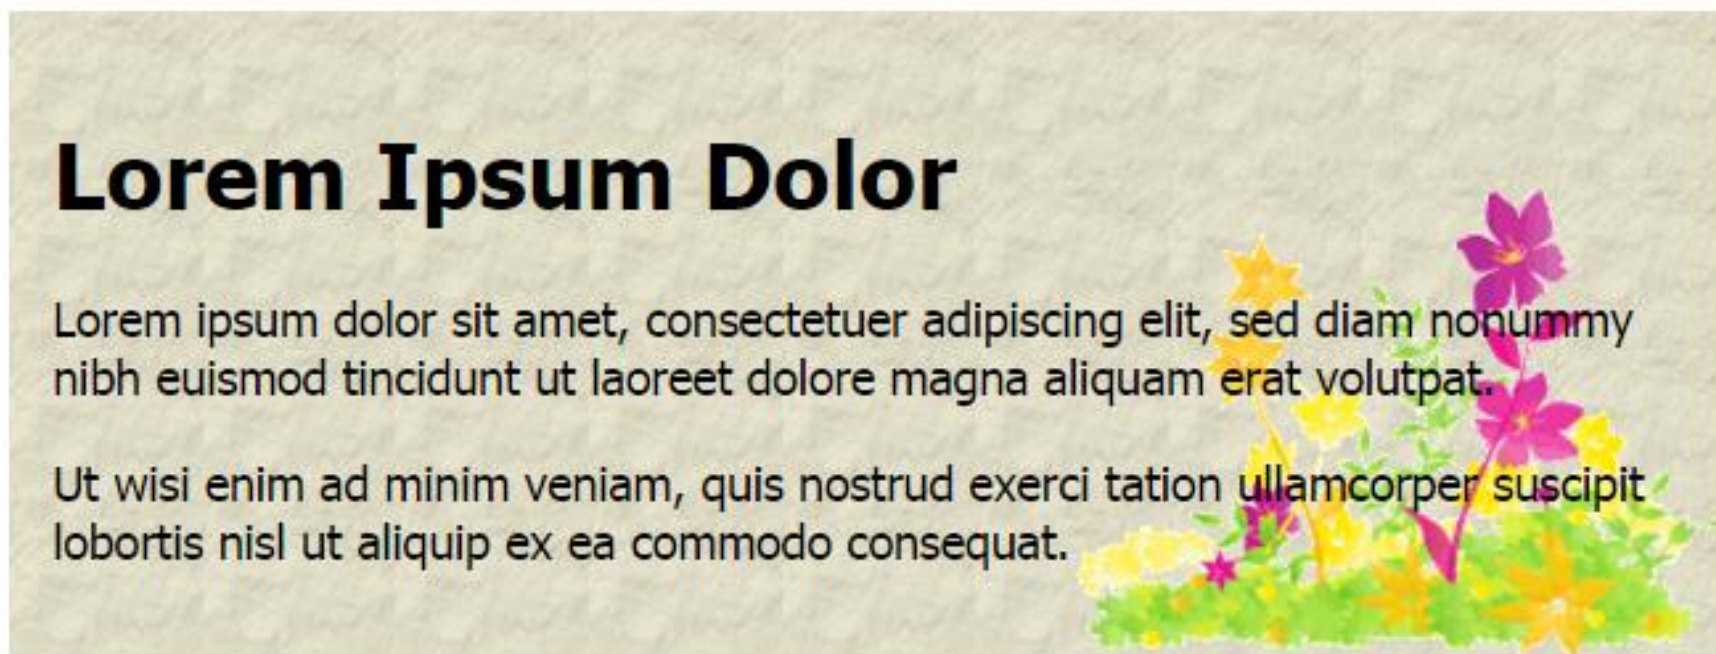 Lorem Ipsum Dolor
Lorem ipsum dolor sit amet, consectetuer adipiscing elit, sed diam nonummy
nibh euismod tincidunt ut laoreet dolore magna aliquam erat volutpat.
Ut wisi enim ad minim veniam, quis nostrud exerci tation ullamcorper suscipit
lobortis nisl ut aliquip ex ea commodo consequat.